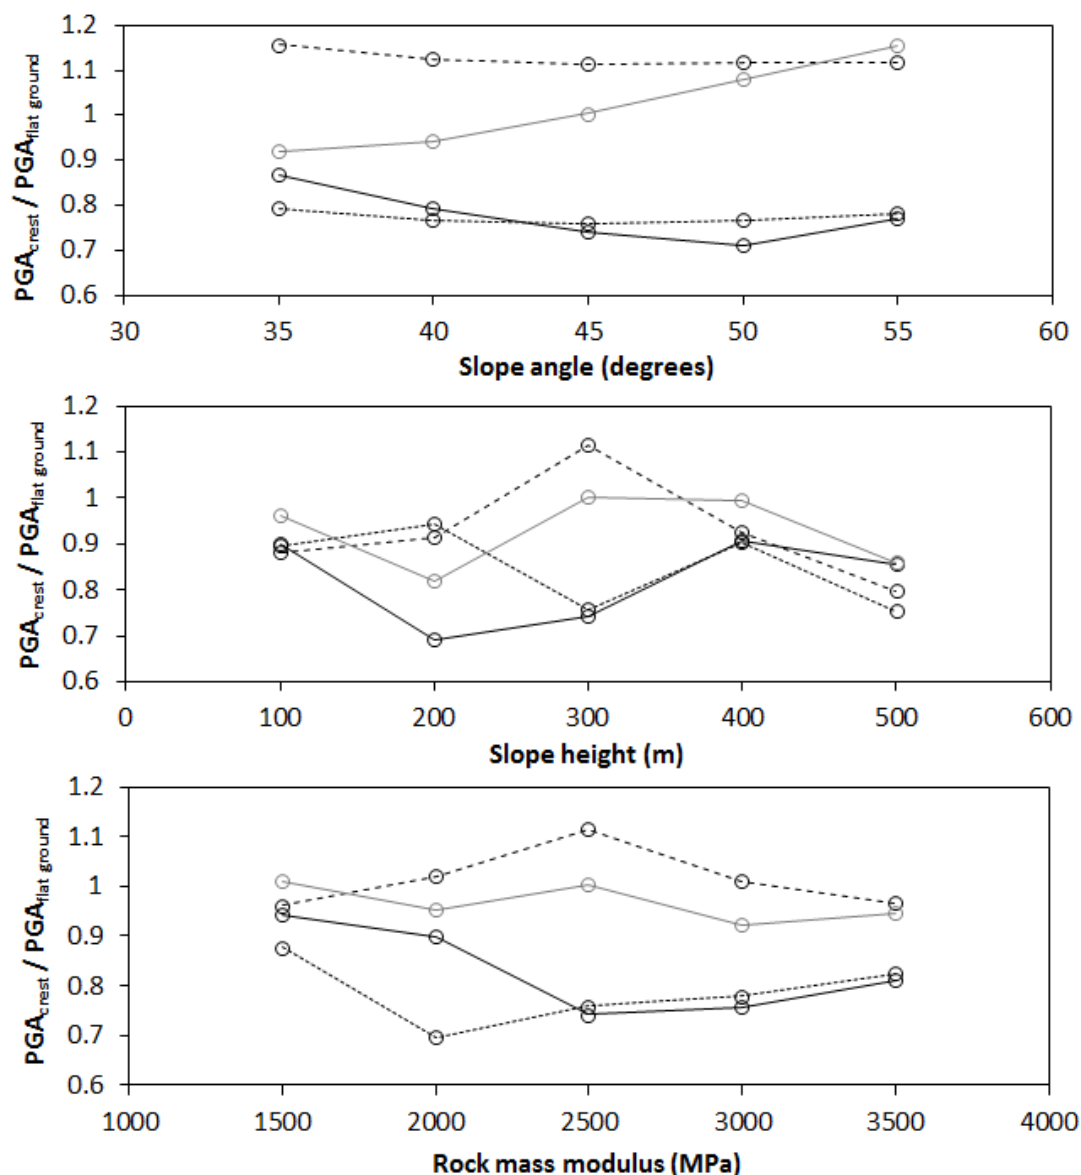 1.2
1.1
1
0.9
0.8
0.7
0.6
PGAcrest / PGAflat ground
30 35 40 45 50 55 60
Slope angle (degrees)
1.2
1.1
1
0.9
0.8
0.7
0.6
PGAcrest / PGAflat ground
0 100 200 300 400 500 600
Slope height (m)
1.2
1.1
1
0.9
0.8
0.7
0.6
PGAcrest / PGAflat ground
1000 1500 2000 2500 3000 3500 4000
Rock mass modulus (MPa)